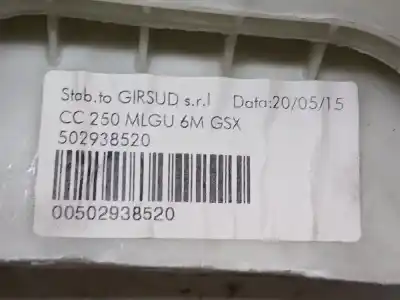 Stab.to GIRSUD s.r.l Data:20/05/15
CC 250 MLGU 6M GSX
502938520
00502938520